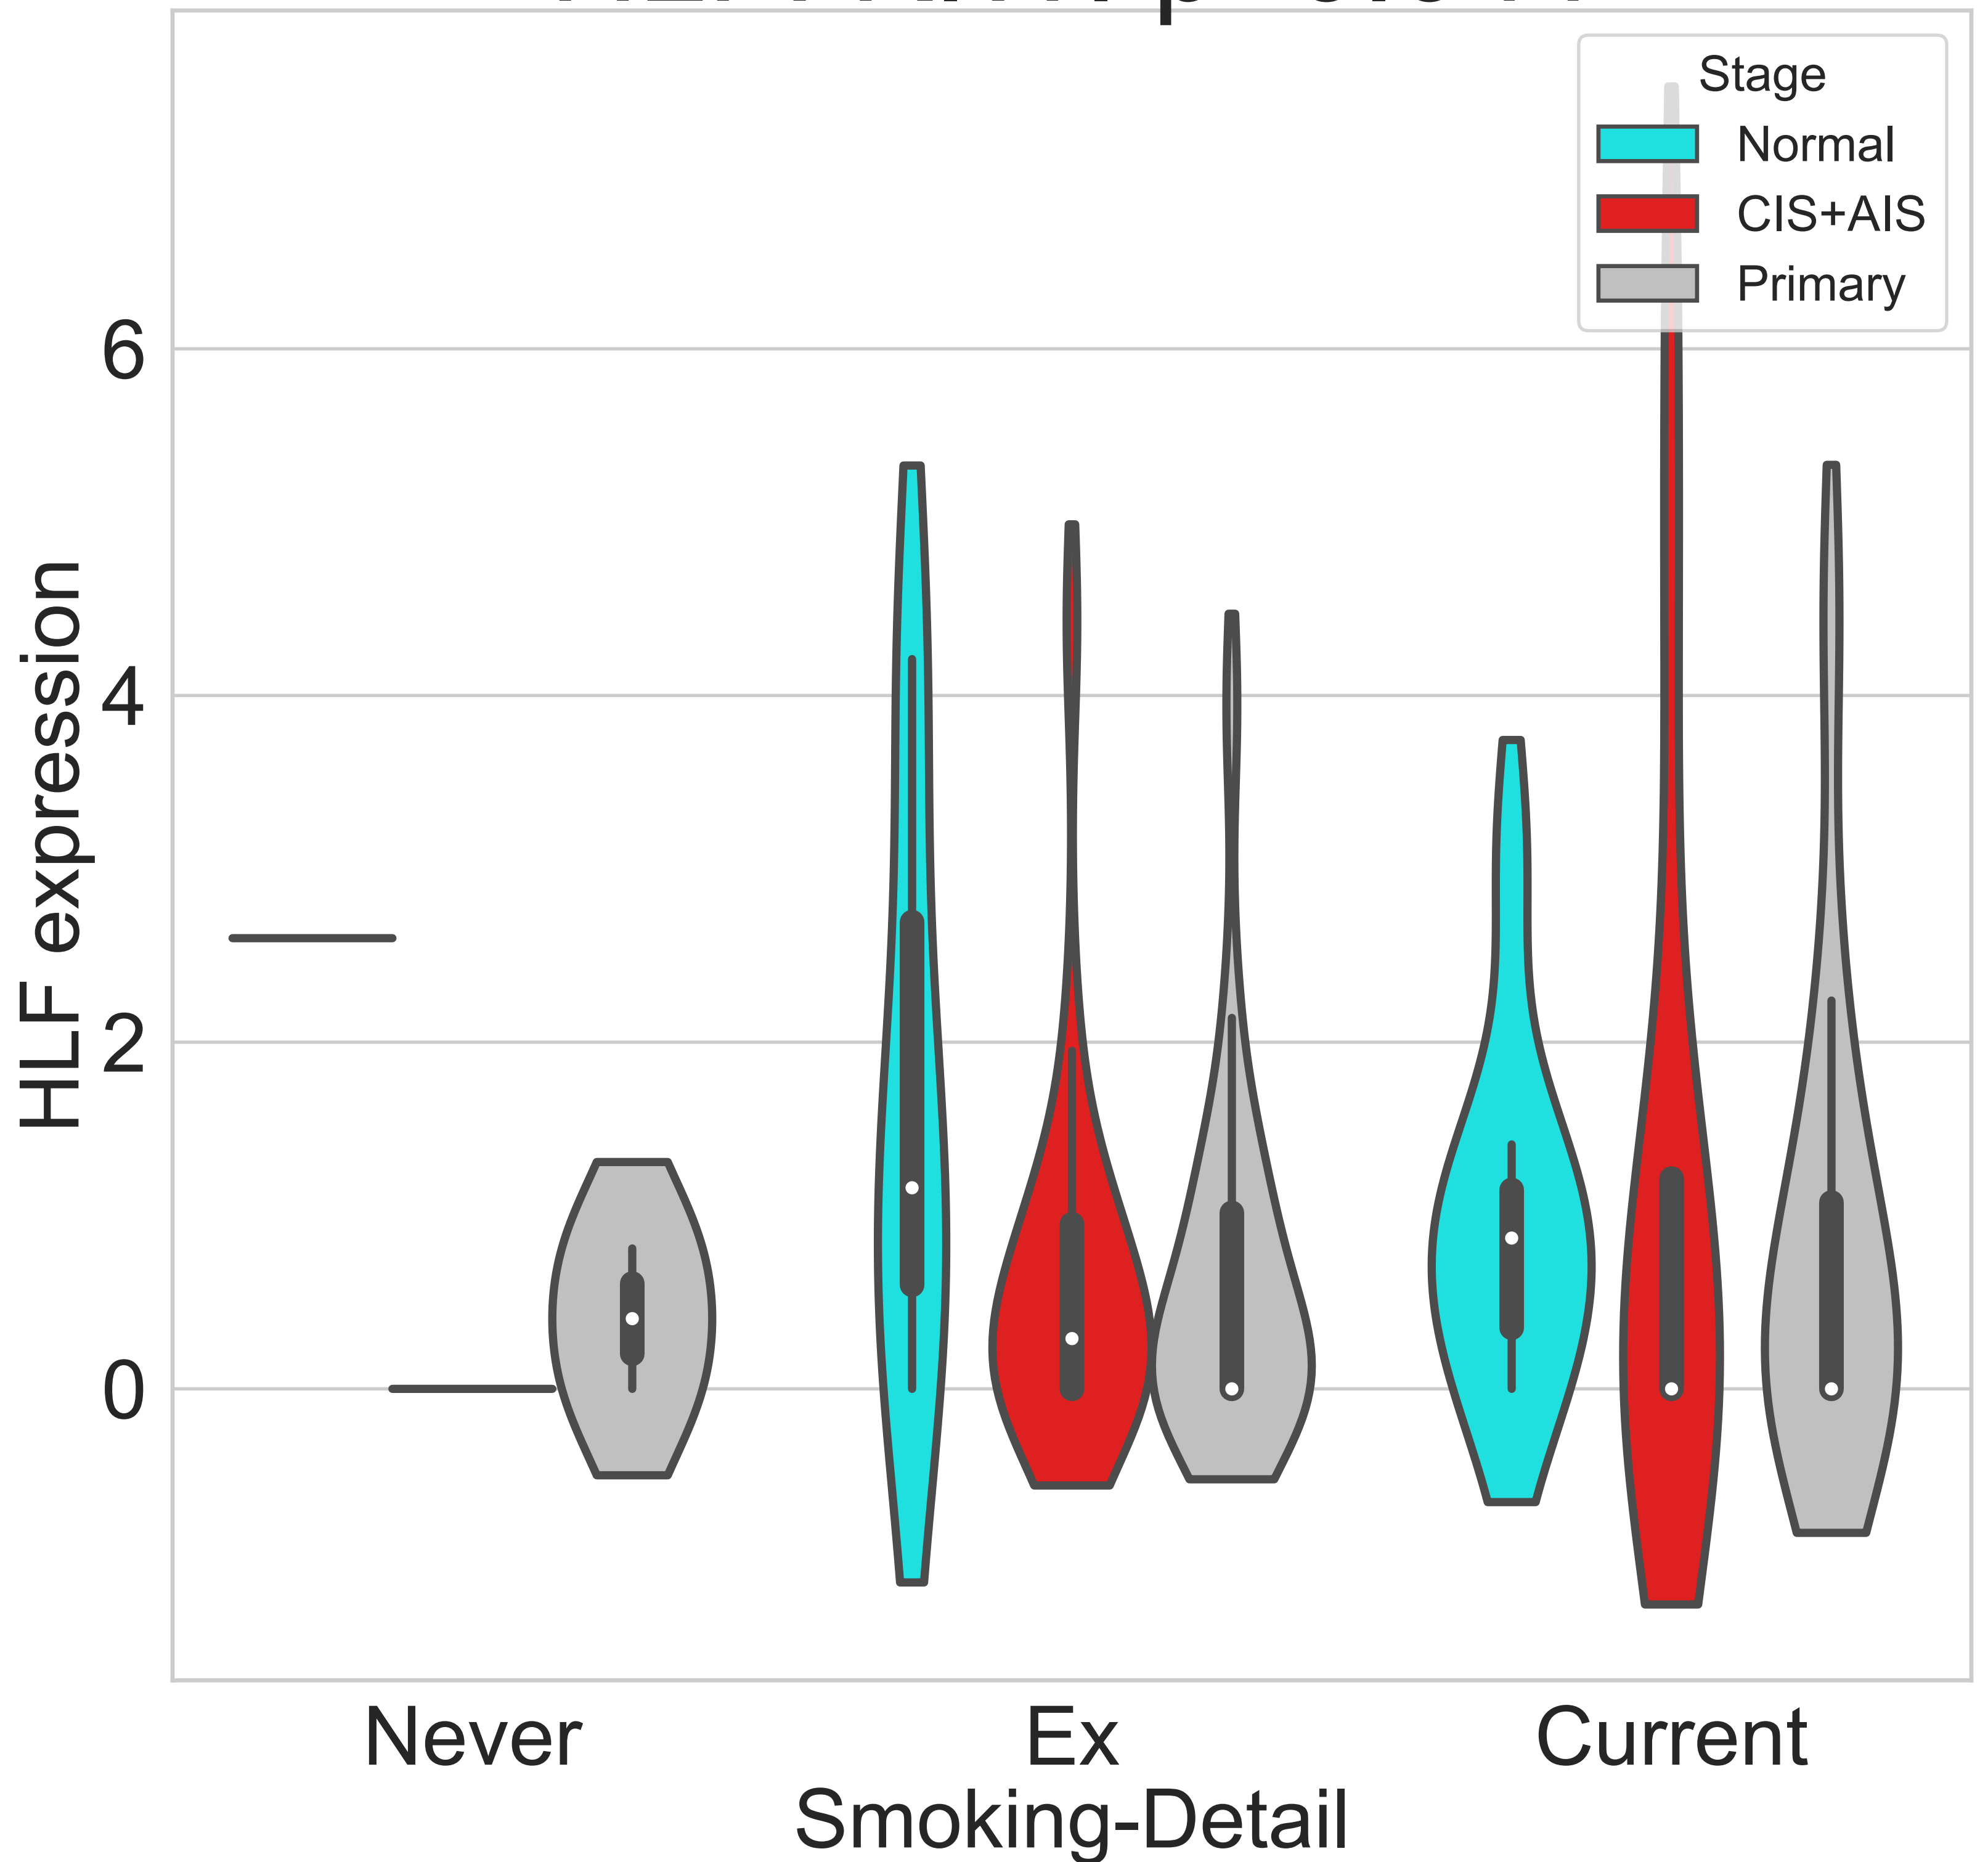 Stage
Normal
CIS+AIS
Primary
6
4
2
0
HLF expression
Never
Ex
Current
Smoking-Detail